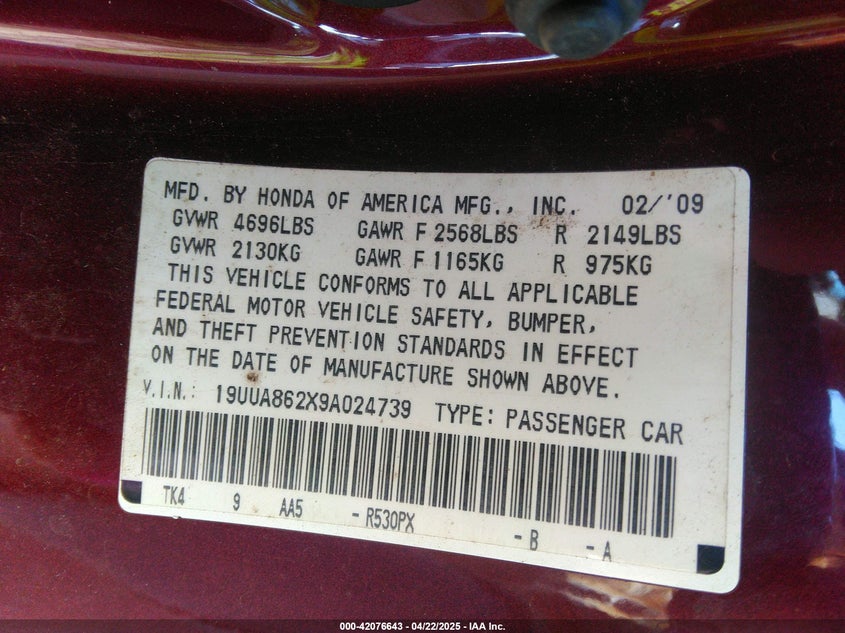 MFD. BY HONDA OF AMERICA MFG., INC. 02/'09
GVWR 4696LBS GAWR F 2568LBS R 2149LBS
GVWR 2130KG GAWR F 1165KG R 975KG
THIS VEHICLE CONFORMS TO ALL APPLICABLE
FEDERAL MOTOR VEHICLE SAFETY, BUMPER,
AND THEFT PREVENTION STANDARDS IN EFFECT
ON THE DATE OF MANUFACTURE SHOWN ABOVE.
V.I.N.: 19UUA862X9A024739 TYPE: PASSENGER CAR
TK4 9 AA5 - R530PX - B - A
000-42076643 - 04/22/2025 - IAA Inc.